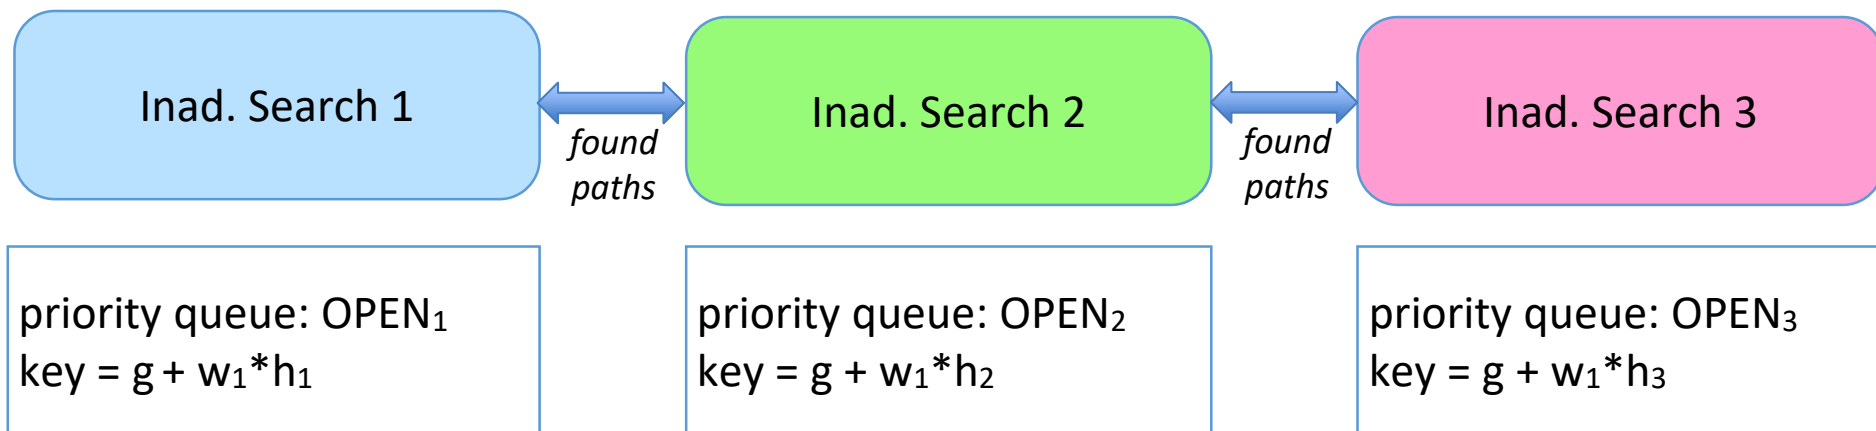 Inad. Search 1
found
paths
Inad. Search 2
found
paths
Inad. Search 3
priority queue: OPEN₁
key = g + w₁*h₁
priority queue: OPEN₂
key = g + w₁*h₂
priority queue: OPEN₃
key = g + w₁*h₃